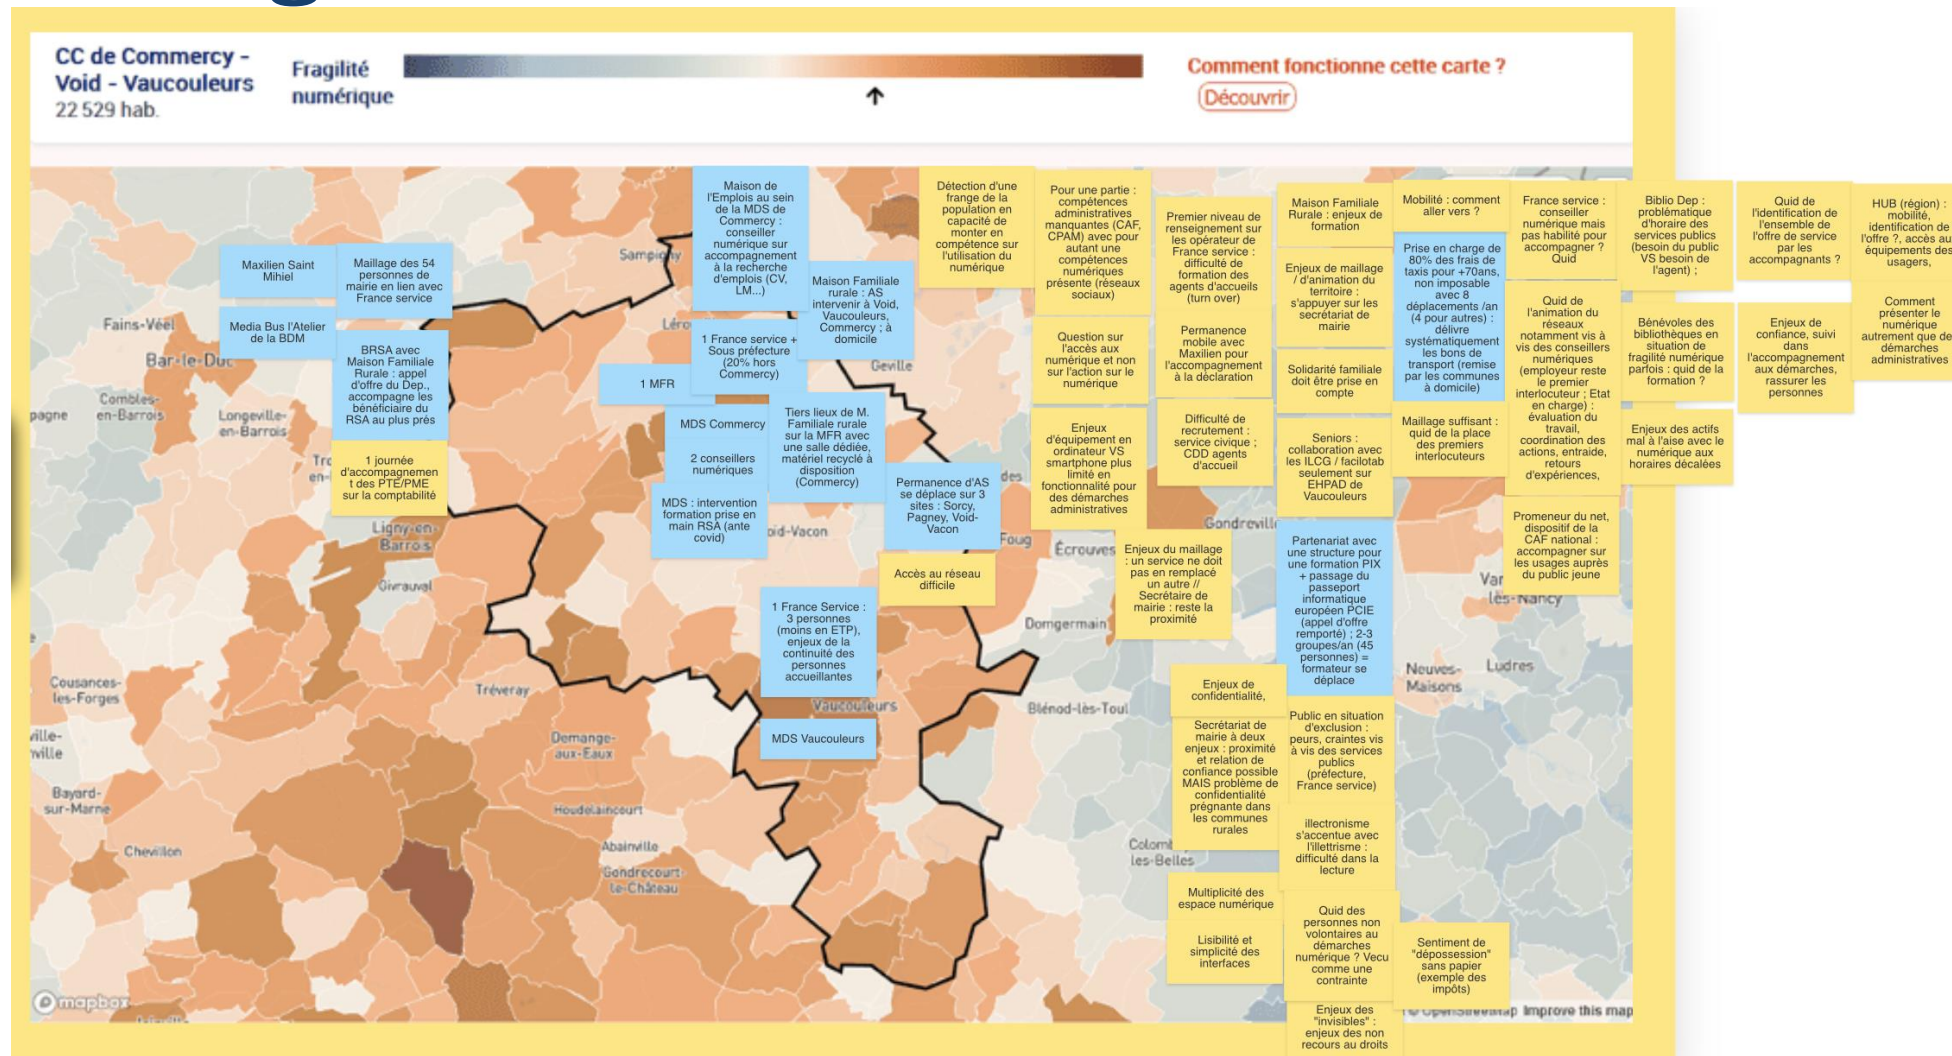 CC de Commercy -
Void - Vaucouleurs
22 529 hab.
Fragilité
numérique
Comment fonctionne cette carte ?
Découvrir
Maxilien Saint
Mihiel
Maillage des 54
personnes de
mairie en lien avec
France service
Media Bus l'Atelier
de la BDM
BRSA avec
Maison Familiale
Rurale : appel
d'offre du Dep.,
accompagne les
bénéficiaire du
RSA au plus prés
1 journée
d'accompagnemen
t des PTE/PME
sur la comptabilité
Maison de
l'Emplois au sein
de la MDS de
Commercy :
conseiller
numérique sur
accompagnement
à la recherche
d'emplois (CV,
LM...)
Maison Familiale
rurale : AS
intervenir à Void,
Vaucouleurs,
Commercy ; à
domicile
1 France service +
Sous préfecture
(20% hors
Commercy)
1 MFR
MDS Commercy
2 conseillers
numériques
Tiers lieux de M.
Familiale rurale
sur la MFR avec
une salle dédiée,
matériel recyclé à
disposition
(Commercy)
MDS : intervention
formation prise en
main RSA (ante
covid)
Permanence d'AS
se déplace sur 3
sites : Sorcy,
Pagney, Void-
Vacon
Accès au réseau
difficile
1 France Service :
3 personnes
(moins en ETP),
enjeux de la
continuité des
personnes
accueillantes
MDS Vaucouleurs
Détection d'une
frange de la
population en
capacité de
monter en
compétence sur
l'utilisation du
numérique
Pour une partie :
compétences
administratives
manquantes (CAF,
CPAM) avec pour
autant une
compétences
numériques
présente (réseaux
sociaux)
Question sur
l'accès aux
numérique et non
sur l'action sur le
numérique
Enjeux
d'équipement en
ordinateur VS
smartphone plus
limité en
fonctionnalité pour
des démarches
administratives
Premier niveau de
renseignement sur
les opérateur de
France service :
difficulté de
formation des
agents d'accueils
(turn over)
Permanence
mobile avec
Maxilien pour
l'accompagnement
à la déclaration
Difficulté de
recrutement :
service civique ;
CDD agents
d'accueil
Enjeux du maillage
: un service ne doit
pas en remplacé
un autre //
Secrétaire de
mairie : reste la
proximité
Maison Familiale
Rurale : enjeux de
formation
Enjeux de maillage
/ d'animation du
territoire :
s'appuyer sur les
secrétariat de
mairie
Solidarité familiale
doit être prise en
compte
Seniors :
collaboration avec
les ILCG / facilotab
seulement sur
EHPAD de
Vaucouleurs
Partenariat avec
une structure pour
une formation PIX
+ passage du
passeport
informatique
européen PCIE
(appel d'offre
remporté) ; 2-3
groupes/an (45
personnes) =
formateur se
déplace
Mobilité : comment
aller vers ?
Prise en charge de
80% des frais de
taxis pour +70ans,
non imposable
avec 8
déplacements /an
(4 pour autres) :
délivre
systématiquement
les bons de
transport (remise
par les communes
à domicile)
Maillage suffisant :
quid de la place
des premiers
interlocuteurs
France service :
conseiller
numérique mais
pas habilité pour
accompagner ?
Quid
Quid de
l'animation du
réseaux
notamment vis à
vis des conseillers
numériques
(employeur reste
le premier
interlocuteur ; Etat
en charge) :
évaluation du
travail,
coordination des
actions, entraide,
retours
d'expériences,
Promeneur du net,
dispositif de la
CAF national :
accompagner sur
les usages auprès
du public jeune
Biblio Dep :
problématique
d'horaire des
services publics
(besoin du public
VS besoin de
l'agent) ;
Bénévoles des
bibliothèques en
situation de
fragilité numérique
parfois : quid de la
formation ?
Enjeux des actifs
mal à l'aise avec le
numérique aux
horaires décalées
Quid de
l'identification de
l'ensemble de
l'offre de service
par les
accompagnants ?
Enjeux de
confiance, suivi
dans
l'accompagnement
aux démarches,
rassurer les
personnes
HUB (région) :
mobilité,
identification de
l'offre ?, accès au
équipements des
usagers,
Comment
présenter le
numérique
autrement que de
démarches
administratives
Enjeux de
confidentialité,
Secrétariat de
mairie à deux
enjeux : proximité
et relation de
confiance possible
MAIS problème de
confidentialité
prégnante dans
les communes
rurales
Public en situation
d'exclusion :
peurs, craintes vis
à vis des services
publics
(préfecture,
France service)
illectronisme
s'accentue avec
l'illettrisme :
difficulté dans la
lecture
Multiplicité des
espace numérique
Lisibilité et
simplicité des
interfaces
Quid des
personnes non
volontaires au
démarches
numérique ? Vecu
comme une
contrainte
Sentiment de
"dépossession"
sans papier
(exemple des
impôts)
Enjeux des
"invisibles" :
enjeux des non
recours au droits
Sampigny
Fains-Véel
Bar-le-Duc
Combles-
en-Barrois
Longeville-
en-Barrois
Geville
Ligny-en-
Barrois
Givrauval
Foug
Écrouves
Gondreville
Domgermain
Cousances-
les-Forges
Tréveray
Vaucouleurs
Blénod-lès-Toul
Neuves-
Maisons
Ludres
Demange-
aux-Eaux
Bayard-
sur-Marne
Houdelaincourt
Chevillon
Abainville
Gondrecourt-
le-Château
les-Belles
lès-Nancy
mapbox
© OpenStreetMap Improve this map